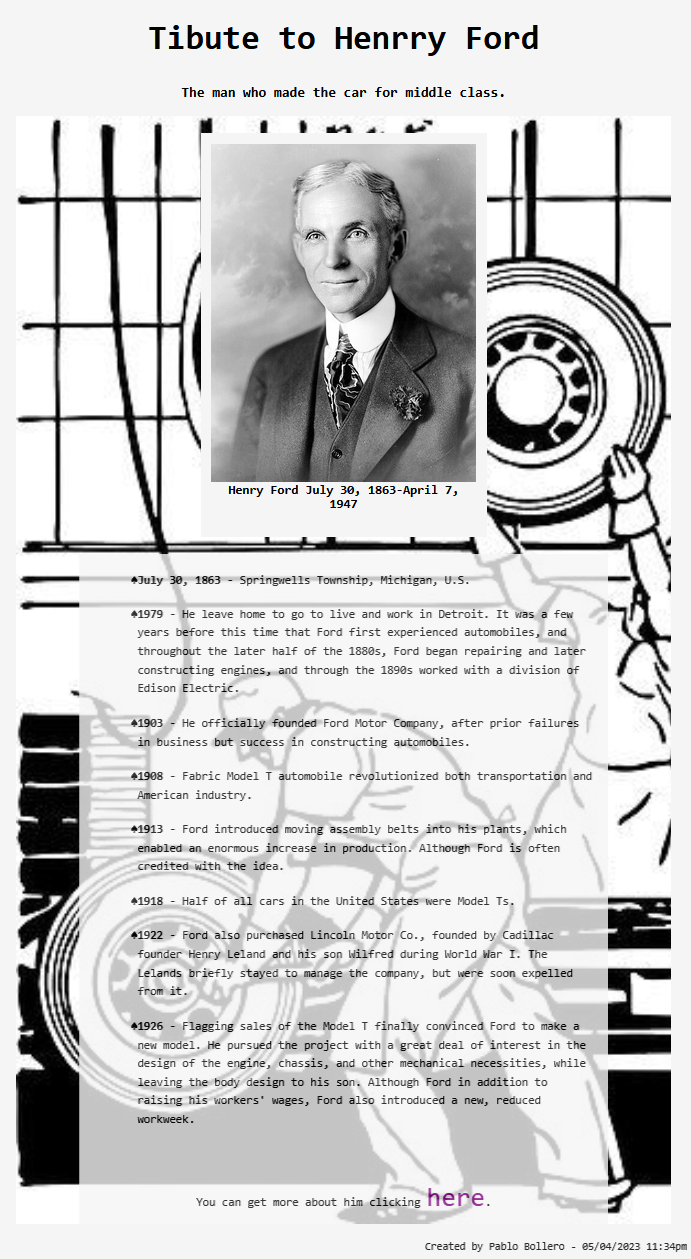 Tibute to Henrry Ford
The man who made the car for middle class.
Henry Ford July 30, 1863-April 7,
1947
♠July 30, 1863 - Springwells Township, Michigan, U.S.
♠1979 - He leave home to go to live and work in Detroit. It was a few
years before this time that Ford first experienced automobiles, and
throughout the later half of the 1880s, Ford began repairing and later
constructing engines, and through the 1890s worked with a division of
Edison Electric.
♠1903 - He officially founded Ford Motor Company, after prior failures
in business but success in constructing automobiles.
♠1908 - Fabric Model T automobile revolutionized both transportation and
American industry.
♠1913 - Ford introduced moving assembly belts into his plants, which
enabled an enormous increase in production. Although Ford is often
credited with the idea.
♠1918 - Half of all cars in the United States were Model Ts.
♠1922 - Ford also purchased Lincoln Motor Co., founded by Cadillac
founder Henry Leland and his son Wilfred during World War I. The
Lelands briefly stayed to manage the company, but were soon expelled
from it.
♠1926 - Flagging sales of the Model T finally convinced Ford to make a
new model. He pursued the project with a great deal of interest in the
design of the engine, chassis, and other mechanical necessities, while
leaving the body design to his son. Although Ford in addition to
raising his workers' wages, Ford also introduced a new, reduced
workweek.
You can get more about him clicking here.
Created by Pablo Bollero - 05/04/2023 11:34pm